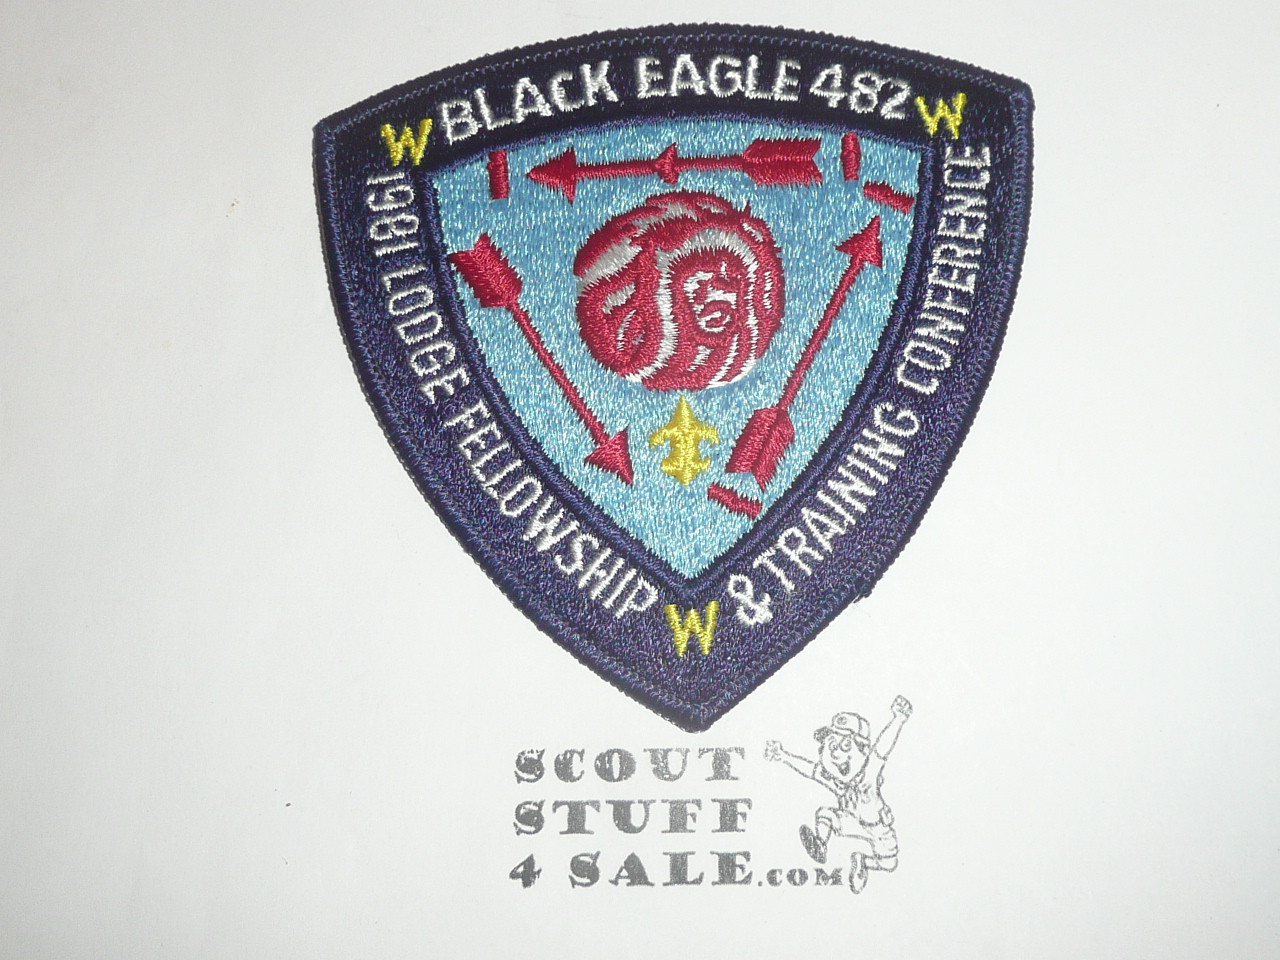 W BLACK EAGLE 482 W
1981 LODGE FELLOWSHIP W & TRAINING CONFERENCE
SCOUT
STUFF
4 SALE.COM